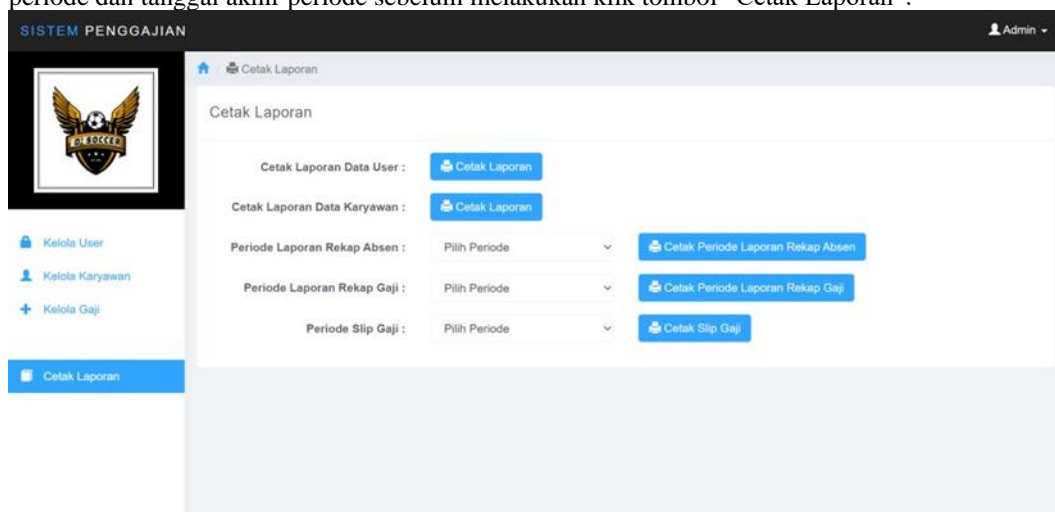 periode dan tanggal akhir periode sebelum melakukan klik tombol "Cetak Laporan".
SISTEM PENGGAJIAN
Admin
/ Cetak Laporan
Cetak Laporan
Cetak Laporan Data User :
Cetak Laporan
Cetak Laporan Data Karyawan :
Cetak Laporan
Periode Laporan Rekap Absen :
Pilih Periode
Cetak Periode Laporan Rekap Absen
Periode Laporan Rekap Gaji :
Pilih Periode
Cetak Periode Laporan Rekap Gaji
Periode Slip Gaji :
Pilih Periode
Cetak Slip Gaji
Kelola User
Kelola Karyawan
Kelola Gaji
Cetak Laporan